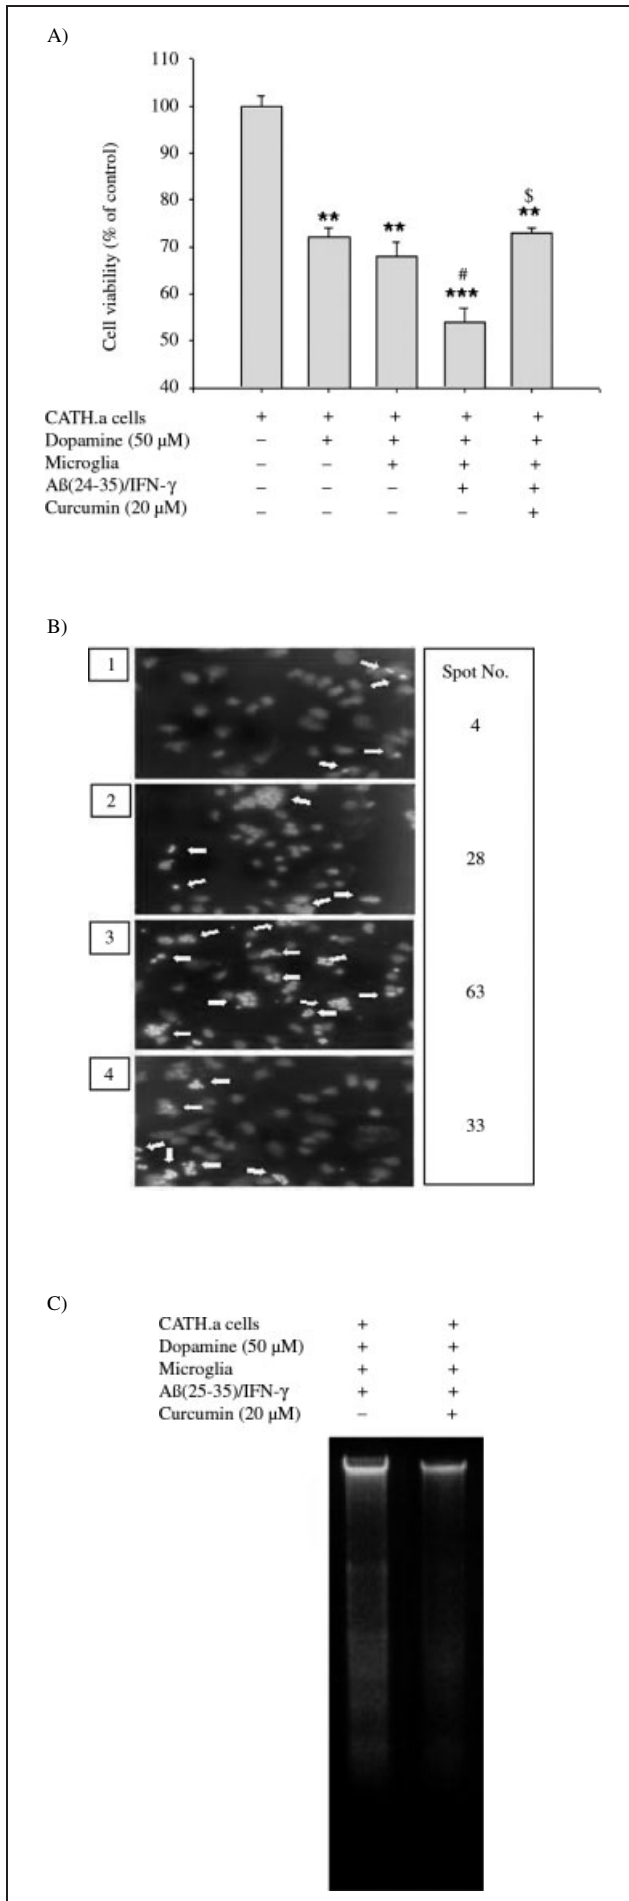 A)
110
100
90
80
70
60
50
40
Cell viability (% of control)
**
**
#
***
$
**
CATH.a cells + + + + +
Dopamine (50 µM) – + + + +
Microglia – – + + +
Aß(24-35)/IFN-γ – – – + +
Curcumin (20 µM) – – – – +
B)
Spot No.
1
4
2
28
3
63
4
33
C)
CATH.a cells + +
Dopamine (50 µM) + +
Microglia + +
Aß(25-35)/IFN-γ + +
Curcumin (20 µM) – +